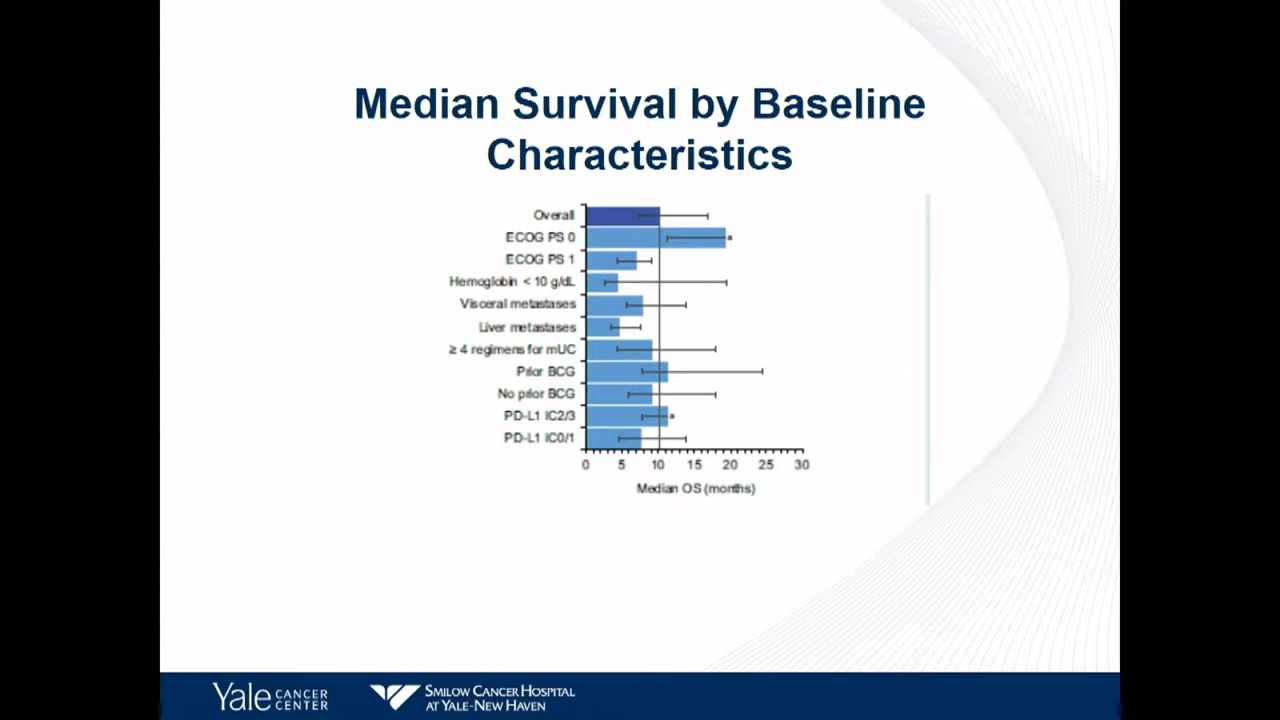 Median Survival by Baseline
Characteristics
Overall
ECOG PS 0
a
ECOG PS 1
Hemoglobin < 10 g/dL
Visceral metastases
Liver metastases
≥ 4 regimens for mUC
Prior BCG
No prior BCG
PD-L1 IC2/3
a
PD-L1 IC0/1
0 5 10 15 20 25 30
Median OS (months)
Yale CANCER
CENTER
SMILOW CANCER HOSPITAL
AT YALE-NEW HAVEN